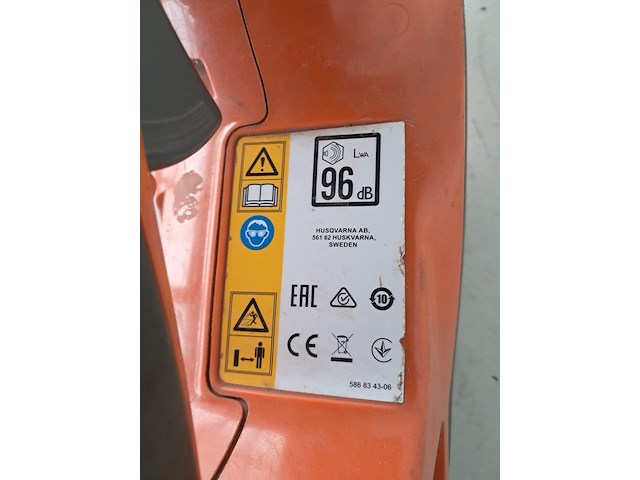 LWA
96 dB
HUSQVARNA AB,
561 82 HUSKVARNA,
SWEDEN
EAC
10
CE
586 83 43-06